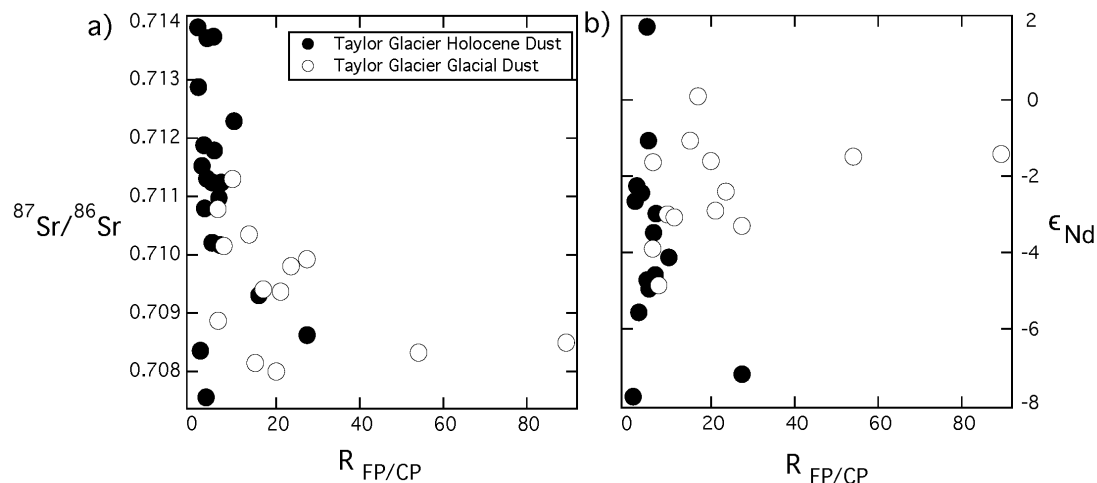 a)
0.714
0.713
0.712
0.711
0.710
0.709
0.708
87Sr/86Sr
Taylor Glacier Holocene Dust
Taylor Glacier Glacial Dust
0 20 40 60 80
R FP/CP
b)
2
0
-2
-4
-6
-8
ϵNd
0 20 40 60 80
R FP/CP